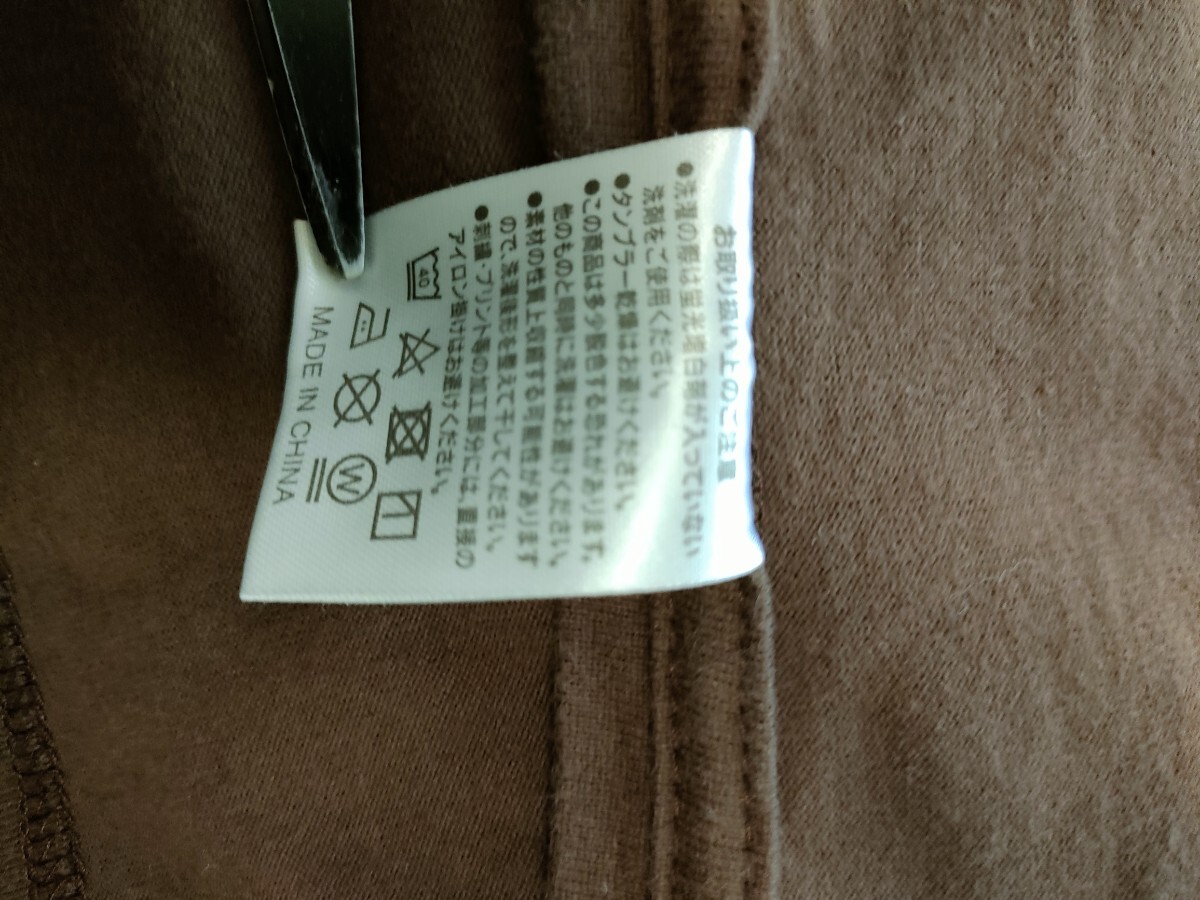 お取り扱い上のご注意
●洗濯の際は蛍光増白剤が入っていない
洗剤をご使用ください。
●タンブラー乾燥はお避けください。
●この商品は多少脱色する恐れがあります。
他のものと同時に洗濯はお避けください。
●素材の性質上収縮する可能性があります
ので、洗濯後形を整えて干してください。
●刺繍・プリント等の加工部分には、直接の
アイロン掛けはお避けください。
40
W
MADE IN CHINA